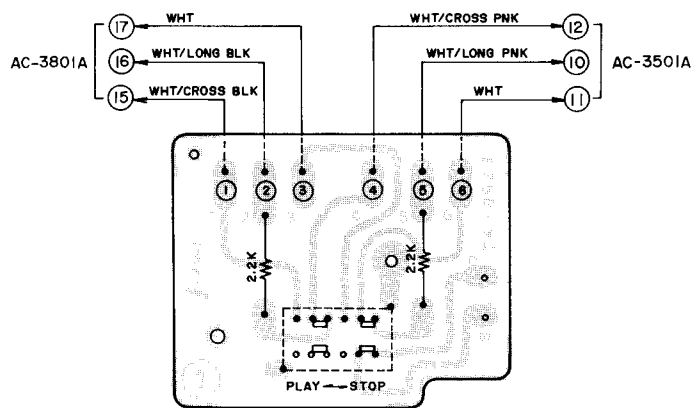 17 WHT WHT/CROSS PNK 12
AC-3801A 16 WHT/LONG BLK WHT/LONG PNK 10 AC-3501A
15 WHT/CROSS BLK WHT 11
1 2 3 4 5 6
2.2K 2.2K
PLAY STOP